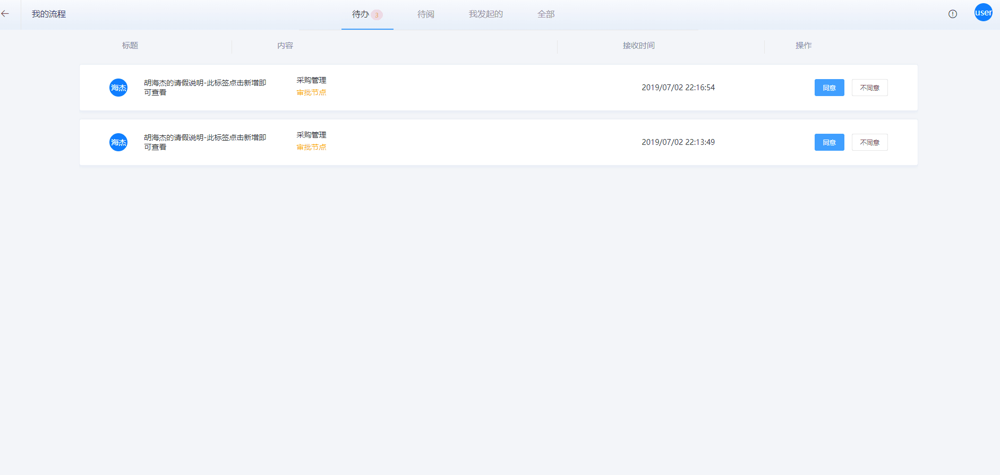 我的流程
待办 3
待阅
我发起的
全部
user
标题
内容
接收时间
操作
海杰
胡海杰的请假说明-此标签点击新增即
可查看
采购管理
审批节点
2019/07/02 22:16:54
同意
不同意
海杰
胡海杰的请假说明-此标签点击新增即
可查看
采购管理
审批节点
2019/07/02 22:13:49
同意
不同意